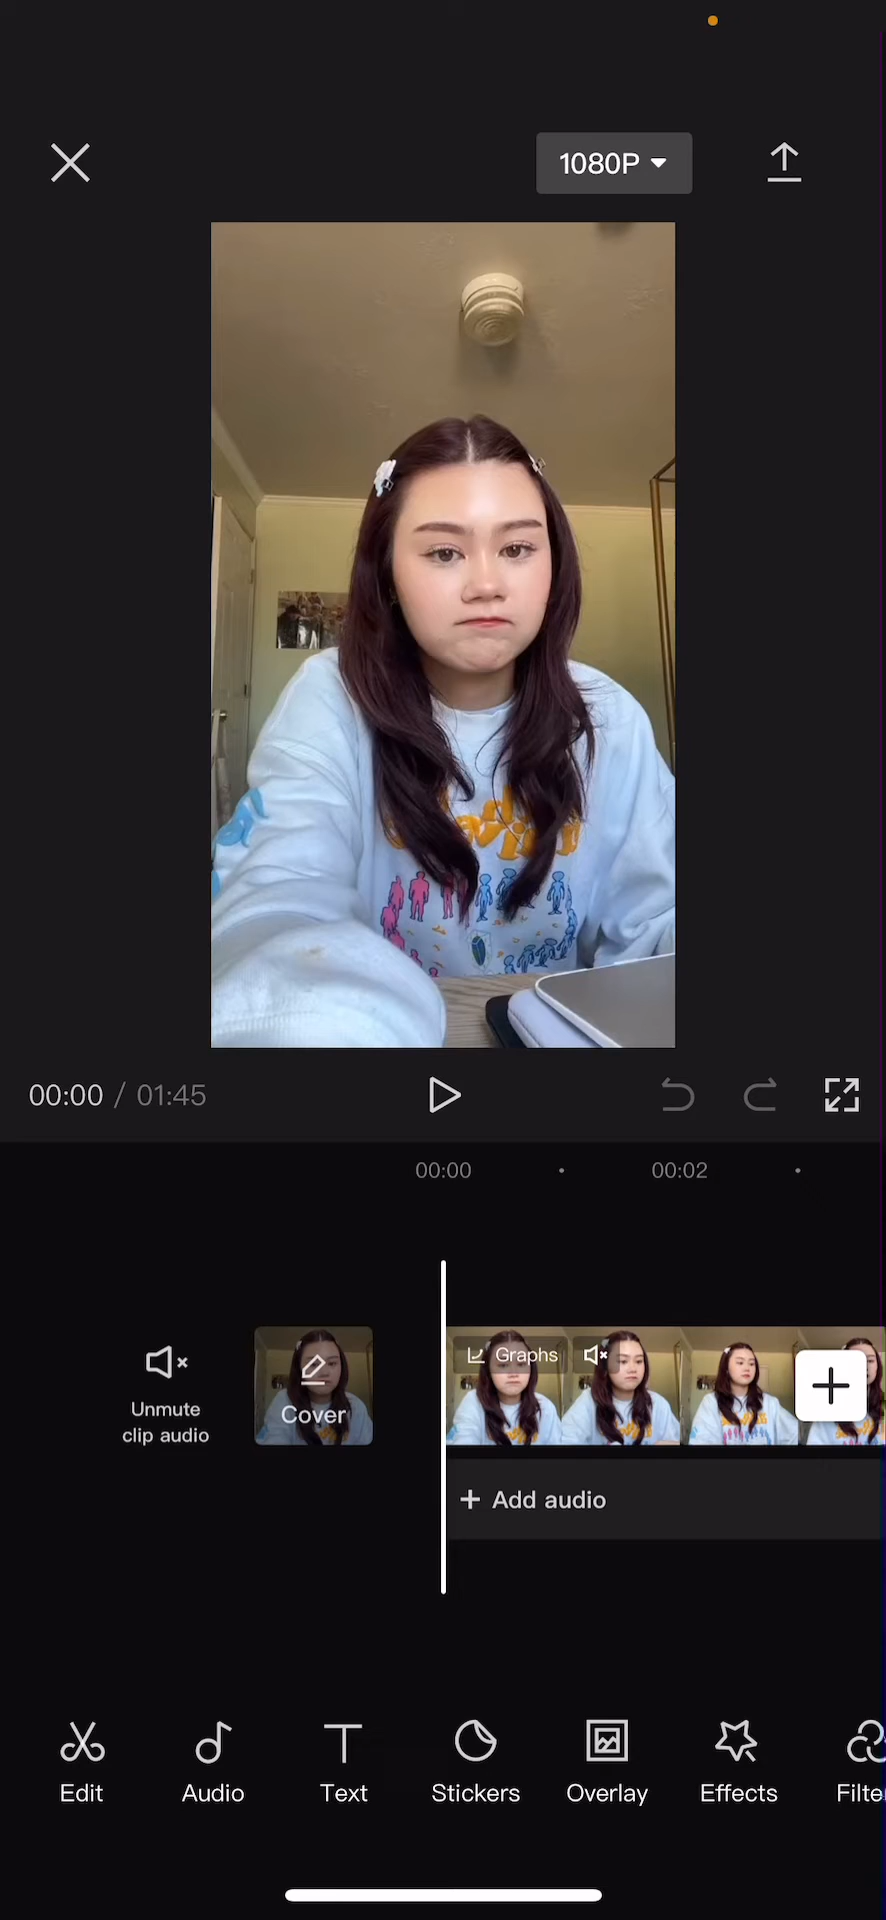 1080P
00:00 / 01:45
00:00
00:02
Graphs
Unmute
clip audio
Cover
+ Add audio
Edit
Audio
Text
Stickers
Overlay
Effects
Filte